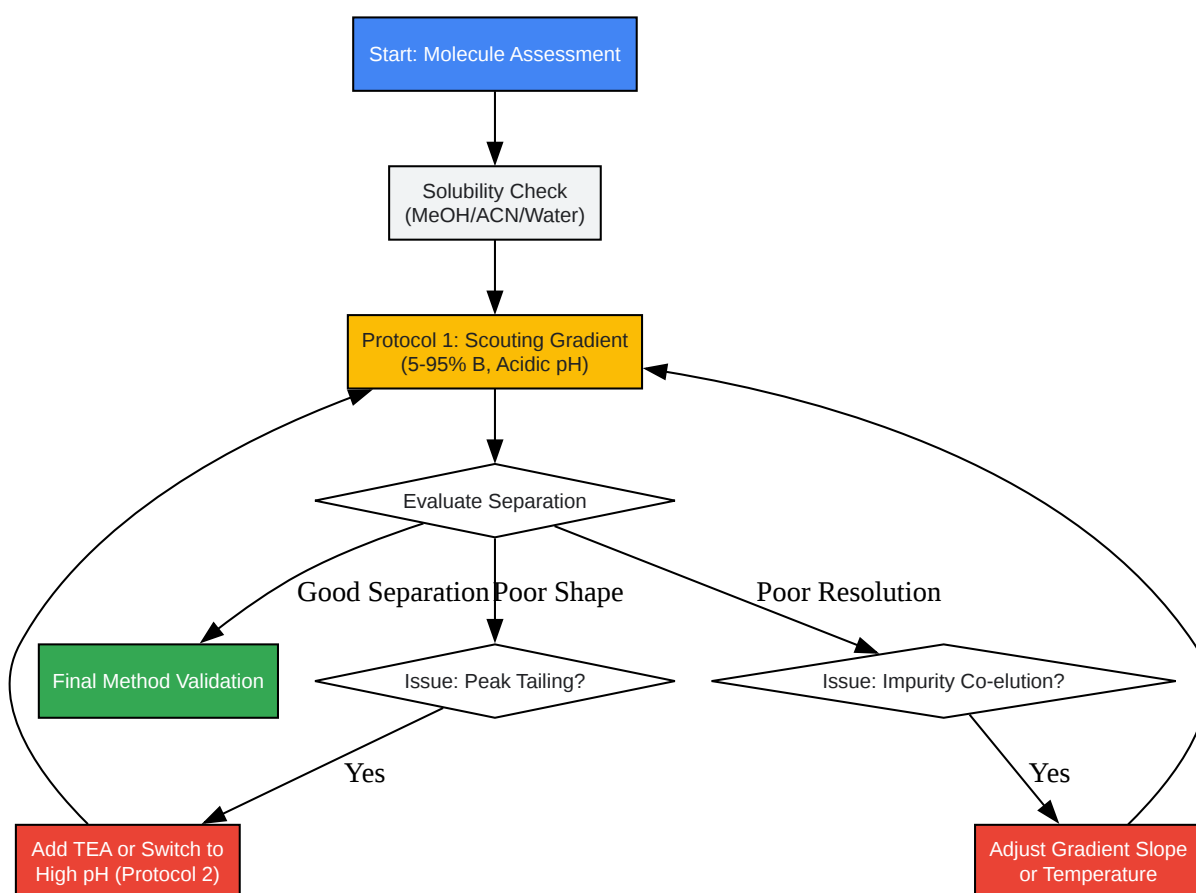 Start: Molecule Assessment
Solubility Check
(MeOH/ACN/Water)
Protocol 1: Scouting Gradient
(5-95% B, Acidic pH)
Evaluate Separation
Good Separation
Poor Shape
Poor Resolution
Final Method Validation
Issue: Peak Tailing?
Issue: Impurity Co-elution?
Yes
Yes
Add TEA or Switch to
High pH (Protocol 2)
Adjust Gradient Slope
or Temperature